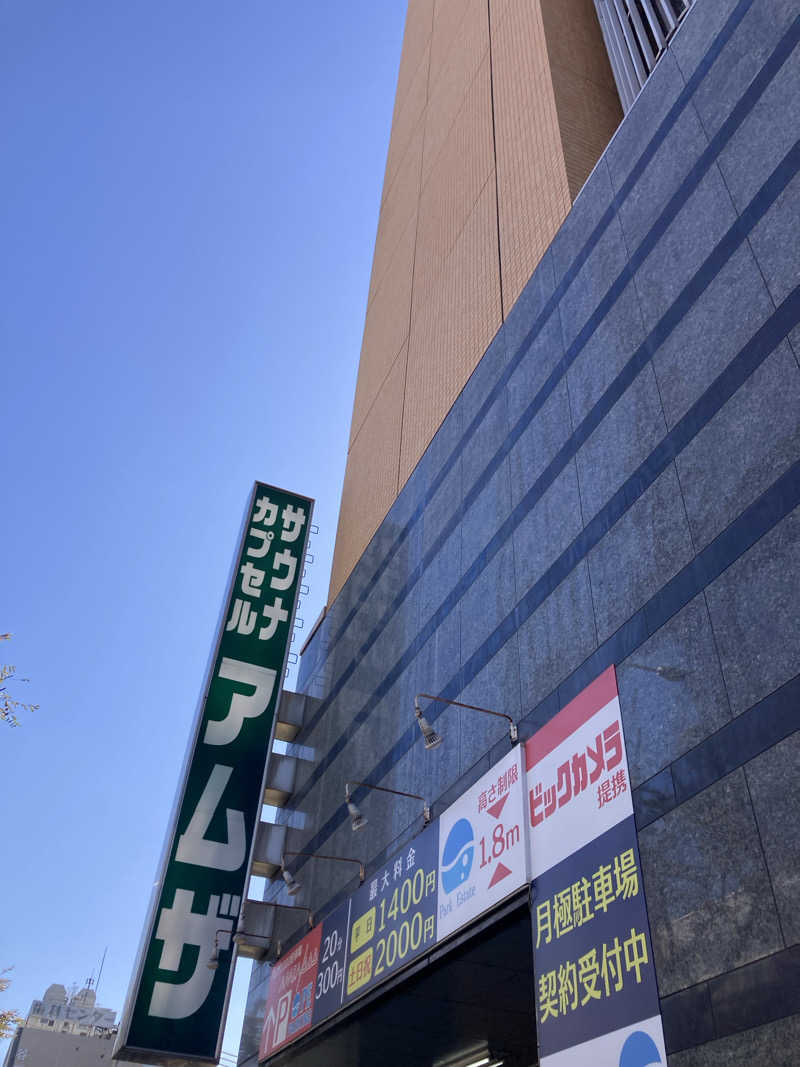 サウナ
カプセル
アムザ
P
20分
300円
最大料金
平日 1400円
土日祝 2000円
Park Estate
高さ制限
1.8m
ビックカメラ
提携
月極駐車場
契約受付中